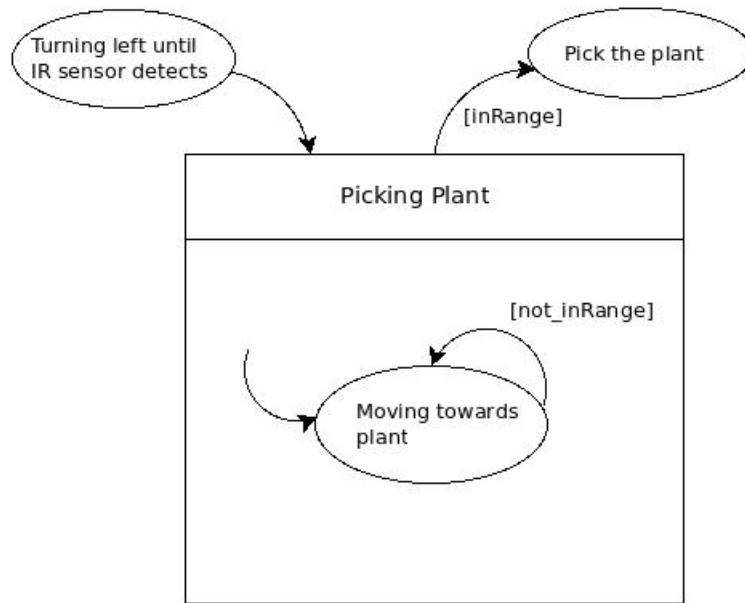 Turning left until
IR sensor detects
Pick the plant
[inRange]
Picking Plant
[not_inRange]
Moving towards
plant